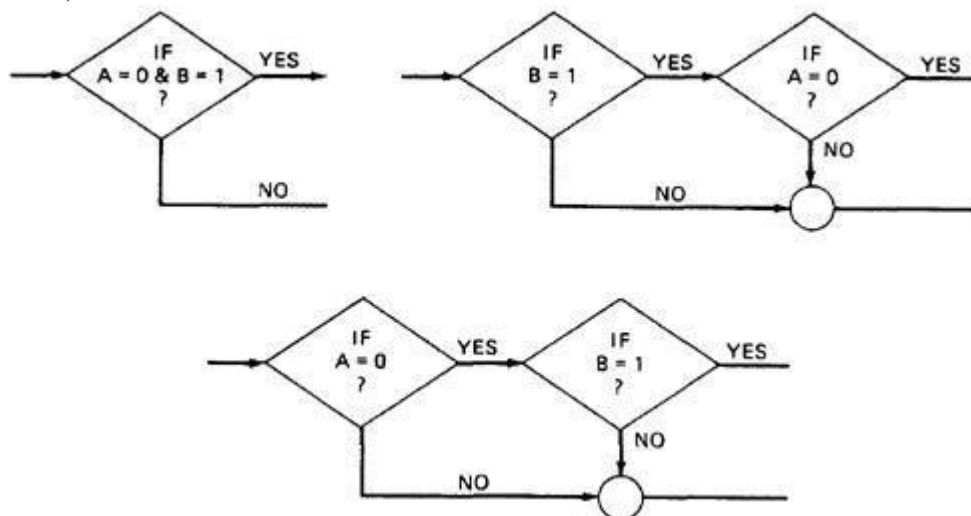 IF
A = 0 & B = 1
?
YES
NO
IF
B = 1
?
YES
NO
IF
A = 0
?
YES
NO
IF
A = 0
?
YES
NO
IF
B = 1
?
YES
NO